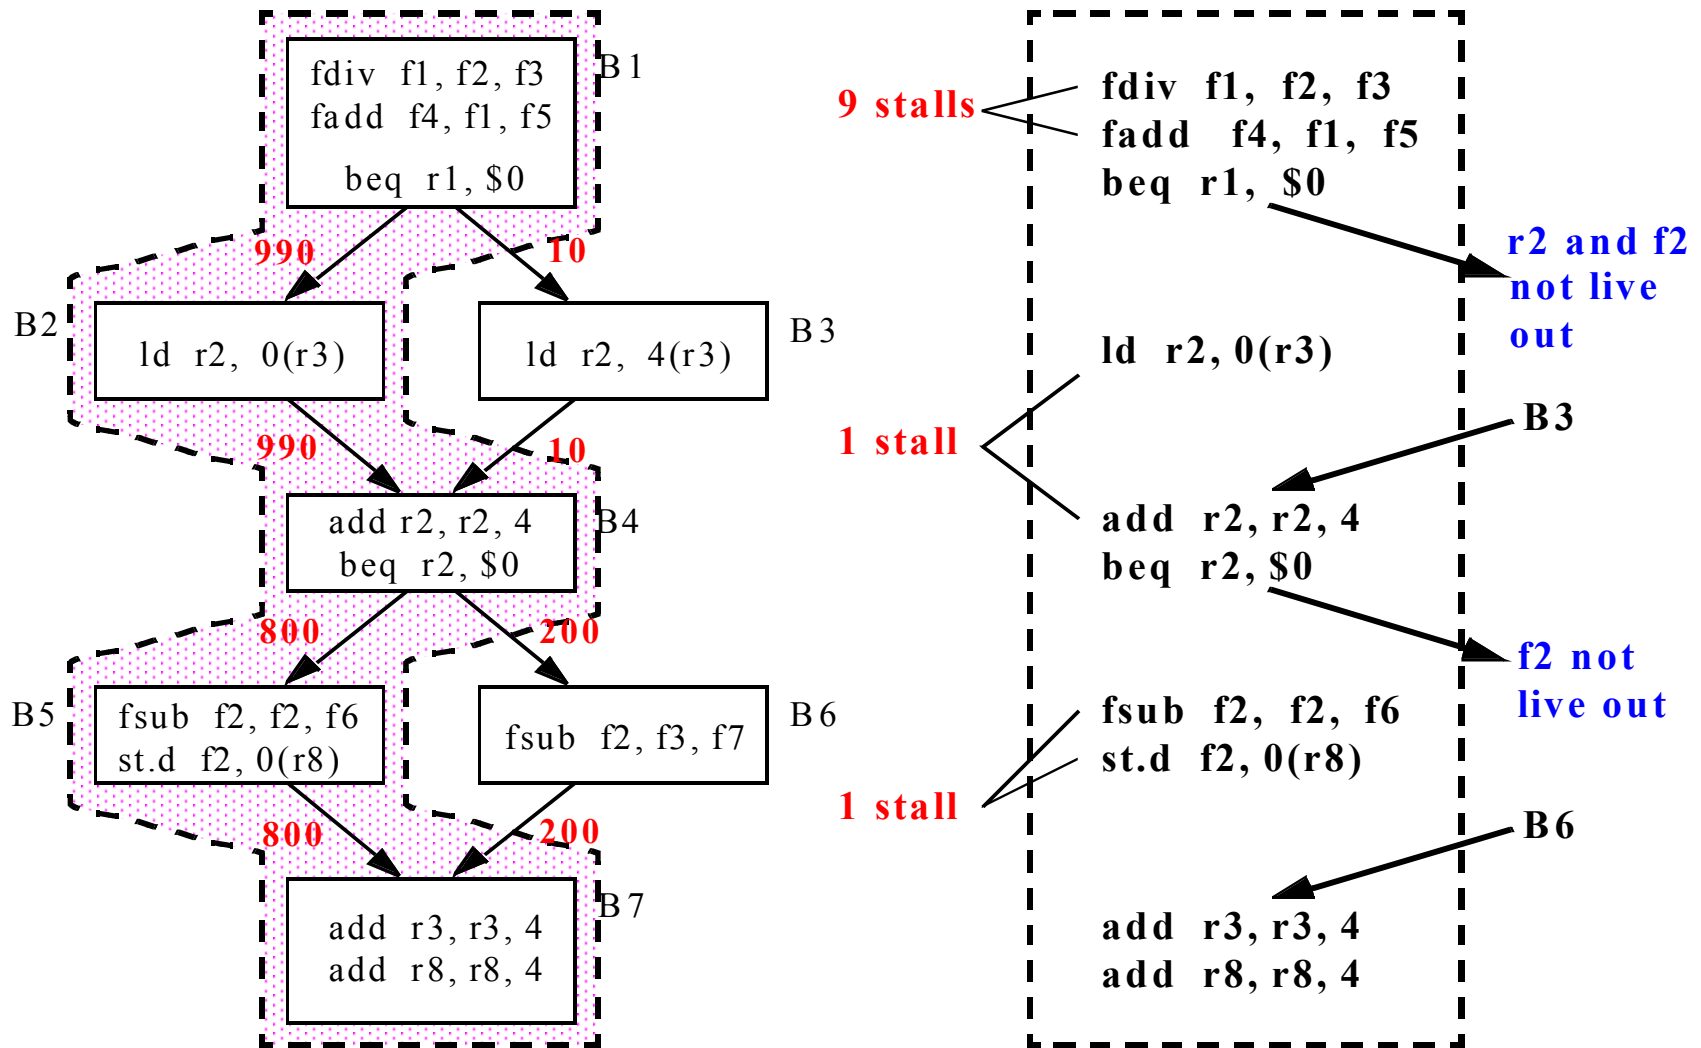 fdiv f1, f2, f3
fadd f4, f1, f5
beq r1, $0
B1
990
10
B2
ld r2, 0(r3)
ld r2, 4(r3)
B3
990
10
add r2, r2, 4
beq r2, $0
B4
800
200
B5
fsub f2, f2, f6
st.d f2, 0(r8)
fsub f2, f3, f7
B6
800
200
add r3, r3, 4
add r8, r8, 4
B7
9 stalls
fdiv f1, f2, f3
fadd f4, f1, f5
beq r1, $0
r2 and f2
not live
out
ld r2, 0(r3)
B3
1 stall
add r2, r2, 4
beq r2, $0
f2 not
live out
fsub f2, f2, f6
st.d f2, 0(r8)
1 stall
B6
add r3, r3, 4
add r8, r8, 4